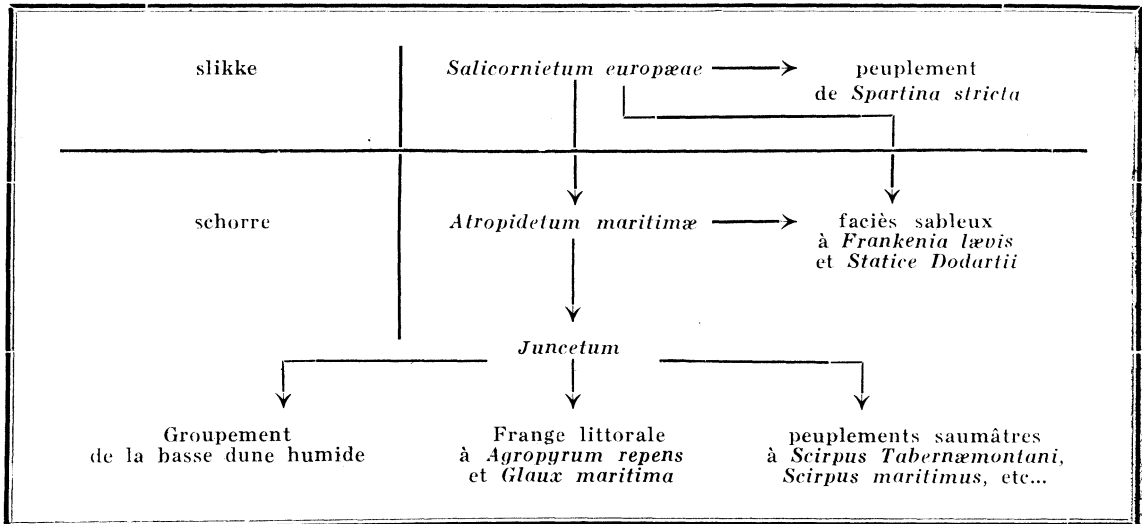 slikke
Salicornietum europææ
peuplement
de Spartina stricta
schorre
Atropidetum maritimæ
faciès sableux
à Frankenia lævis
et Statice Dodartii
Juncetum
Groupement
de la basse dune humide
Frange littorale
à Agropyrum repens
et Glaux maritima
peuplements saumâtres
à Scirpus Tabernæmontani,
Scirpus maritimus, etc...